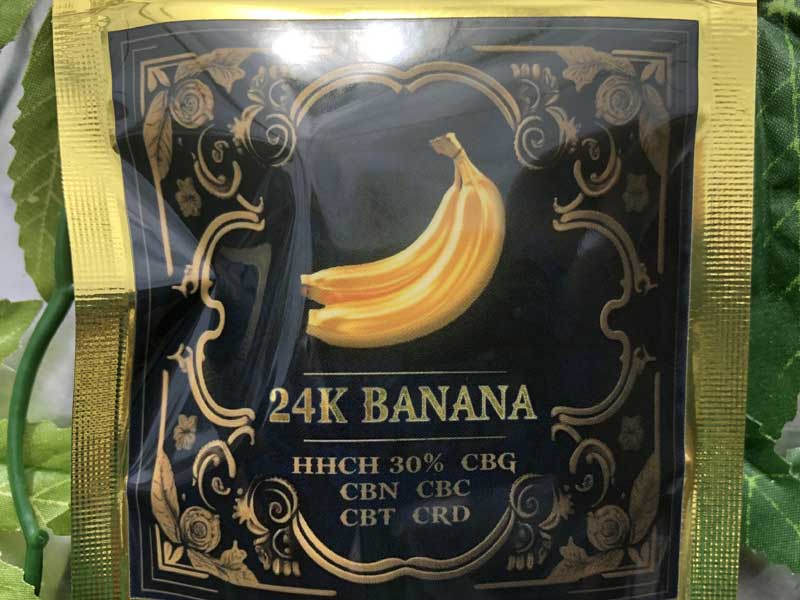 24K BANANA
HHCH 30% CBG
CBN CBC
CBT CRD